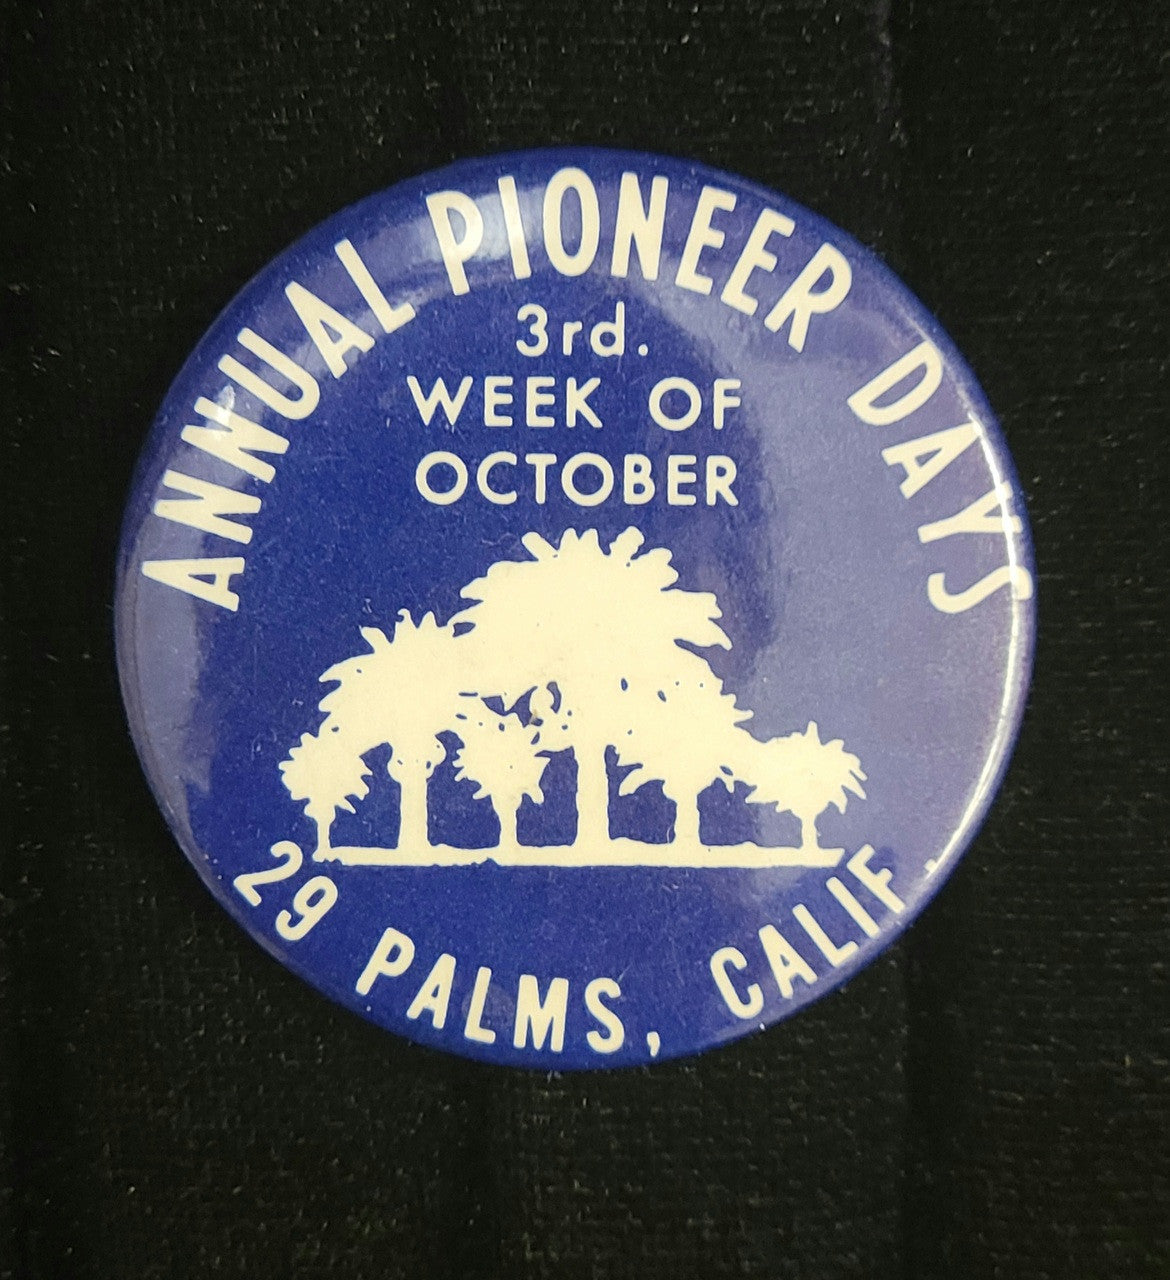 ANNUAL PIONEER DAYS
3rd.
WEEK OF
OCTOBER
29 PALMS, CALIF.